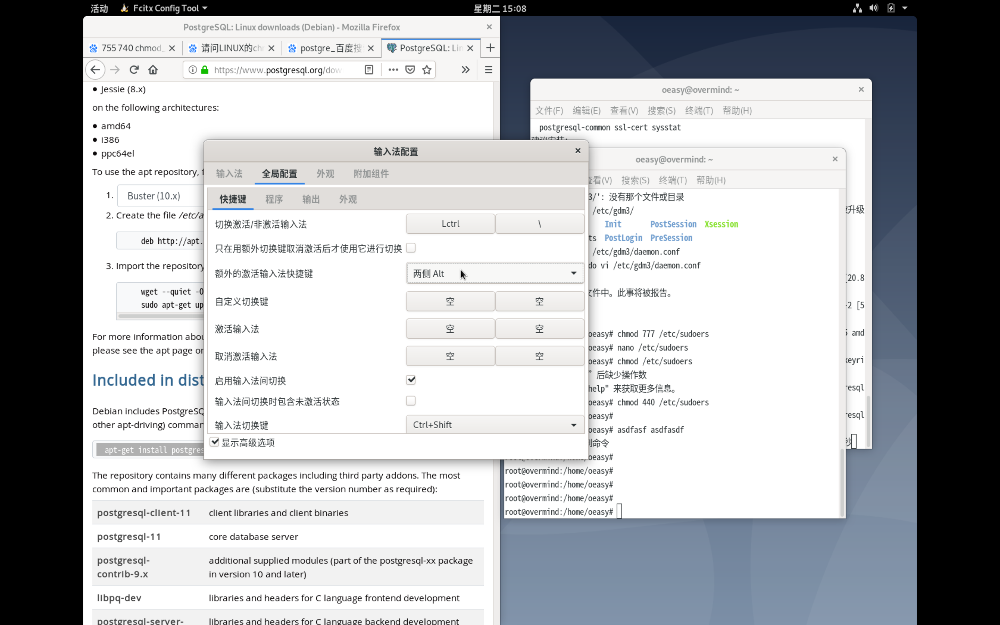 活动
Fcitx Config Tool
星期二 15:08
PostgreSQL: Linux downloads (Debian) - Mozilla Firefox
755 740 chmod_
请问LINUX的chr
postgre_百度搜
PostgreSQL: Lin
https://www.postgresql.org/dow
Jessie (8.x)
on the following architectures:
amd64
i386
ppc64el
To use the apt repository, f
1. Buster (10.x)
2. Create the file /etc/a
deb http://apt.
3. Import the repository
wget --quiet -O
sudo apt-get up
For more information abou
please see the apt page or
Included in dist
Debian includes PostgreSQ
other apt-driving) comman
apt-get install postgres
The repository contains many different packages including third party addons. The most
common and important packages are (substitute the version number as required):
postgresql-client-11 client libraries and client binaries
postgresql-11 core database server
postgresql-
contrib-9.x
additional supplied modules (part of the postgresql-xx package
in version 10 and later)
libpq-dev libraries and headers for C language frontend development
postgresql-server- libraries and headers for C language backend development
输入法配置
输入法 全局配置 外观 附加组件
快捷键 程序 输出 外观
切换激活/非激活输入法 Lctrl \
只在用额外切换键取消激活后才使用它进行切换
额外的激活输入法快捷键 两侧 Alt
自定义切换键 空 空
激活输入法 空 空
取消激活输入法 空 空
启用输入法间切换
输入法间切换时包含未激活状态
输入法切换键 Ctrl+Shift
显示高级选项
oeasy@overmind: ~
文件(F) 编辑(E) 查看(V) 搜索(S) 终端(T) 帮助(H)
postgresql-common ssl-cert sysstat
建议安装:
升级
[20.8
-2 [5
amd
keyri
resql
resql
秒
oeasy@overmind: ~
查看(V) 搜索(S) 终端(T) 帮助(H)
3/': 没有那个文件或目录
/etc/gdm3/
Init PostSession Xsession
ts PostLogin PreSession
/etc/gdm3/daemon.conf
do vi /etc/gdm3/daemon.conf
文件中。此事将被报告。
oeasy# chmod 777 /etc/sudoers
oeasy# nano /etc/sudoers
oeasy# chmod /etc/sudoers
” 后缺少操作数
help" 来获取更多信息。
oeasy# chmod 440 /etc/sudoers
oeasy#
oeasy# asdfasf asdfasdf
命令
root@overmind:/home/oeasy#
root@overmind:/home/oeasy#
root@overmind:/home/oeasy#
root@overmind:/home/oeasy#
root@overmind:/home/oeasy#